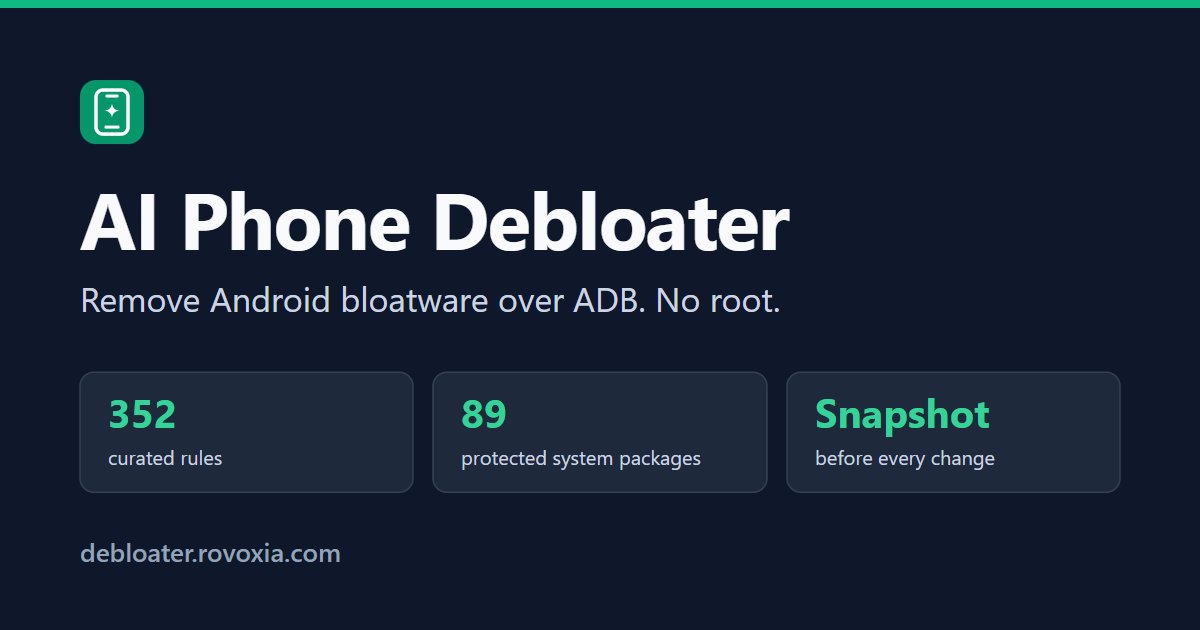 AI Phone Debloater
Remove Android bloatware over ADB. No root.
352
curated rules
89
protected system packages
Snapshot
before every change
debloater.rovoxia.com